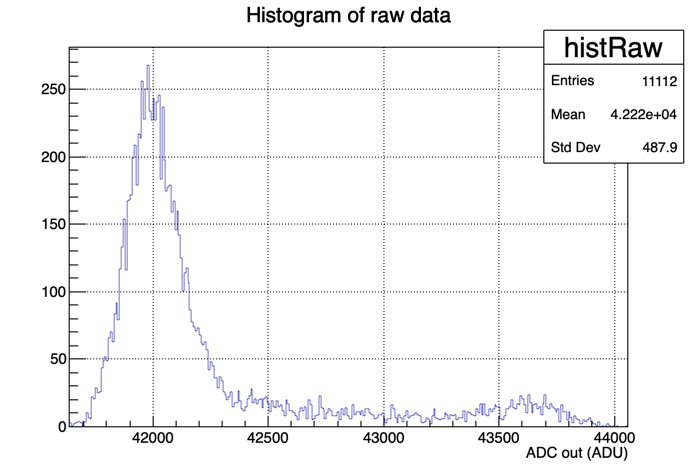 Histogram of raw data
histRaw
Entries 11112
Mean 4.222e+04
Std Dev 487.9
250
200
150
100
50
0
42000 42500 43000 43500 44000
ADC out (ADU)